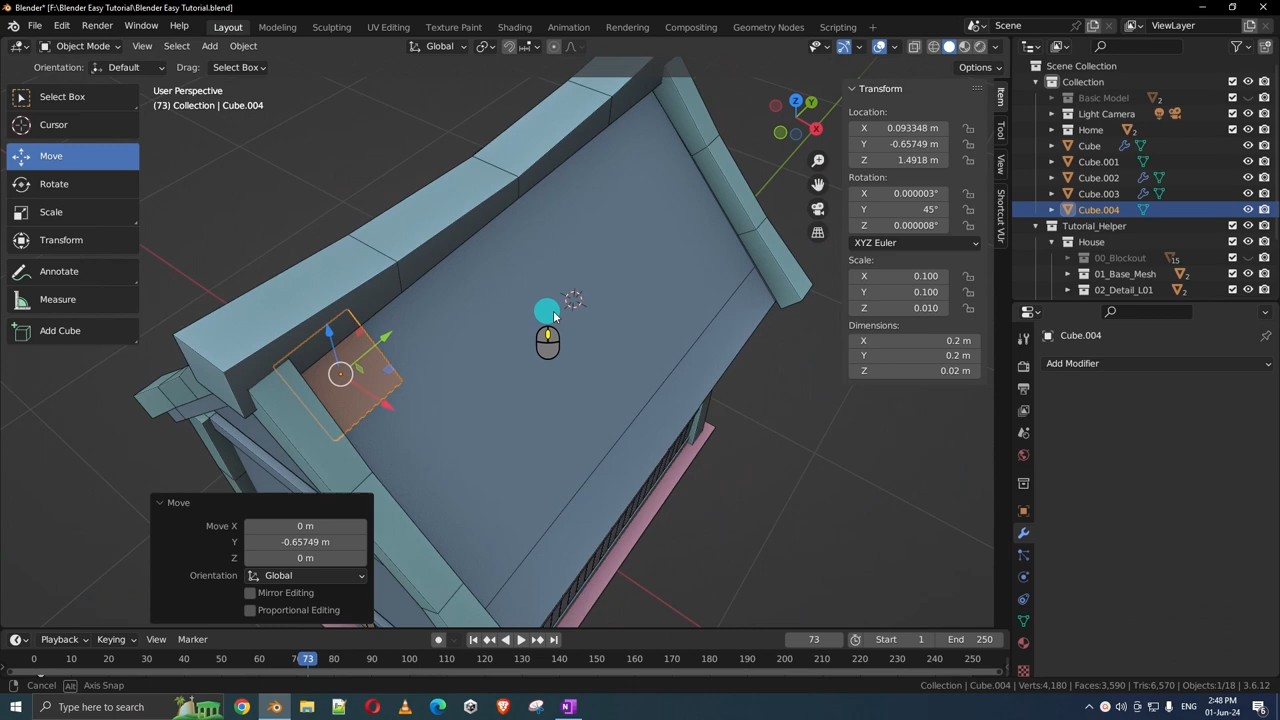 Blender* [F:\Blender Easy Tutorial\Blender Easy Tutorial.blend]
File Edit Render Window Help Layout Modeling Sculpting UV Editing Texture Paint Shading Animation Rendering Compositing Geometry Nodes Scripting Scene ViewLayer
Object Mode View Select Add Object Global
Orientation: Default Drag: Select Box Options
User Perspective
(73) Collection | Cube.004
Select Box
Cursor
Move
Rotate
Scale
Transform
Annotate
Measure
Add Cube
Z
Y
X
Transform
Location:
X 0.093348 m
Y -0.65749 m
Z 1.4918 m
Rotation:
X 0.000003°
Y 45°
Z 0.000008°
XYZ Euler
Scale:
X 0.100
Y 0.100
Z 0.010
Dimensions:
X 0.2 m
Y 0.2 m
Z 0.02 m
Item
Tool
View
Shortcut VUr
Scene Collection
Collection
Basic Model 2
Light Camera
Home 2
Cube
Cube.001
Cube.002
Cube.003
Cube.004
Tutorial_Helper
House
00_Blockout 15
01_Base_Mesh 2
02_Detail_L01 2
Cube.004
Add Modifier
Move
Move X 0 m
Y -0.65749 m
Z 0 m
Orientation Global
Mirror Editing
Proportional Editing
Playback Keying View Marker 73 Start 1 End 250
0 10 20 30 40 50 60 73 80 90 100 110 120 130 140 150 160 170 180 190 200 210 220 230 240 250
Cancel Alt Axis Snap Collection | Cube.004 | Verts:4,180 | Faces:3,590 | Tris:6,570 | Objects:1/18 | 3.6.12
Type here to search
2:48 PM
01-Jun-24